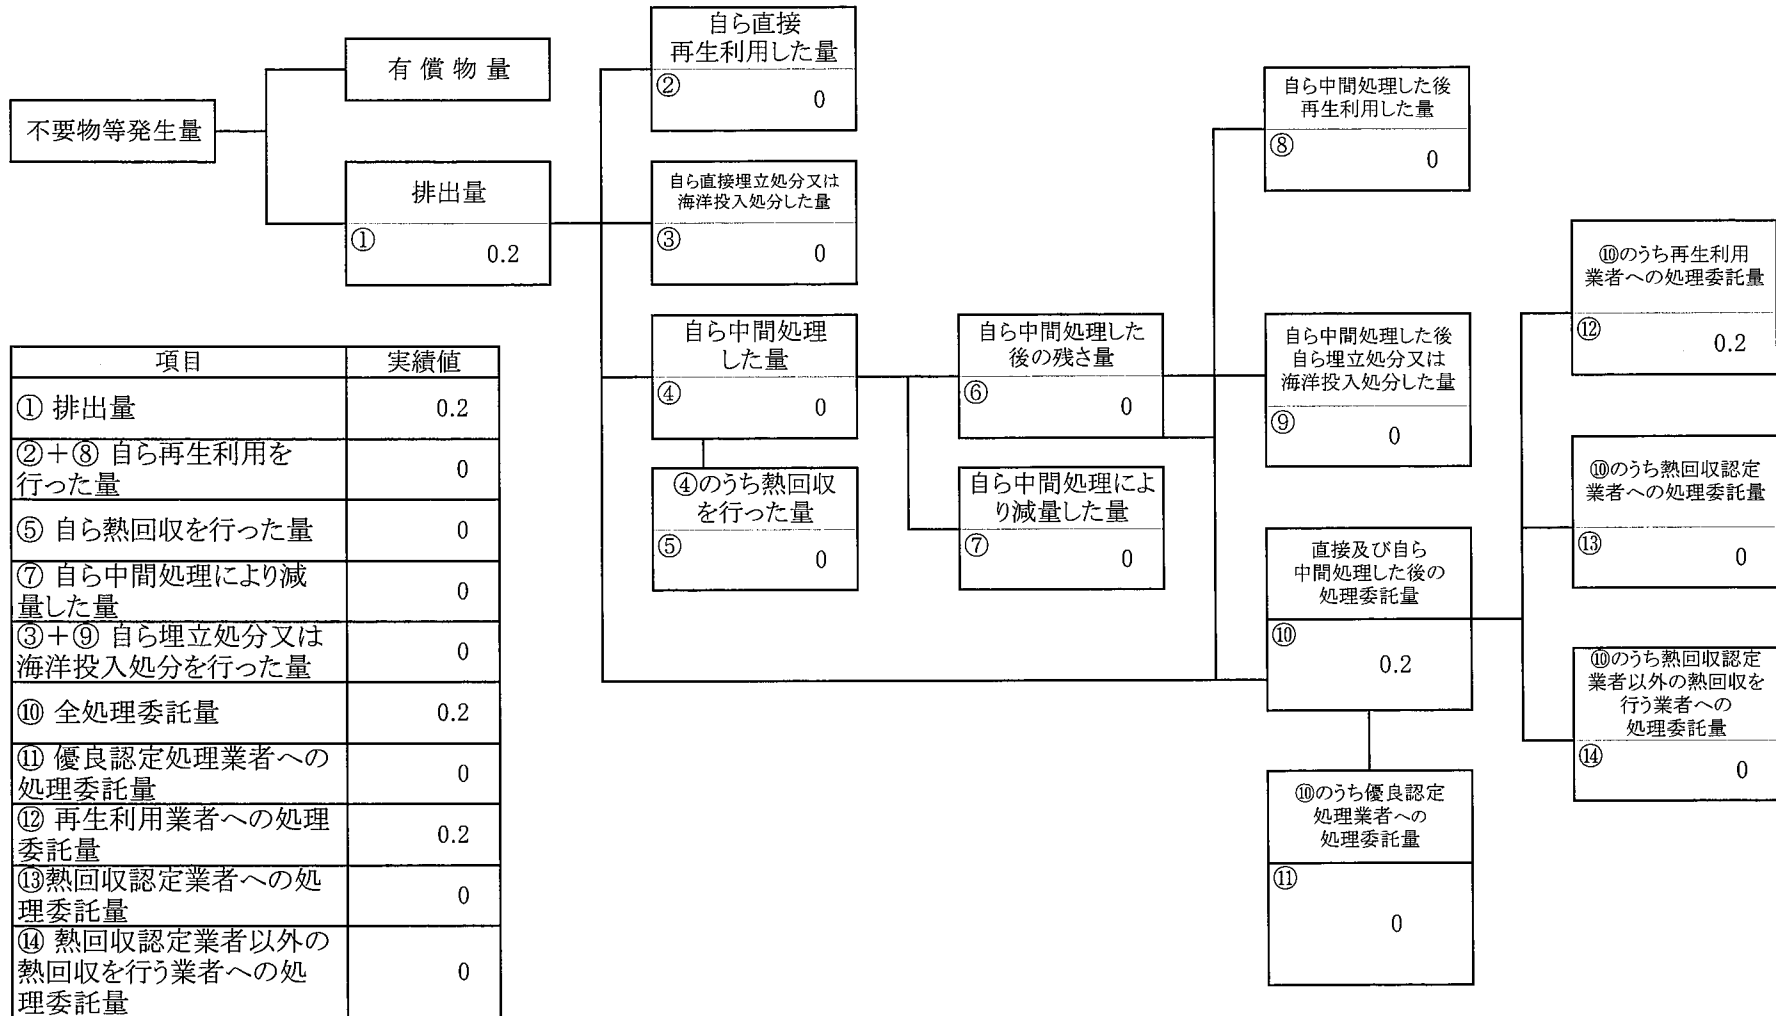 不要物等発生量
有償物量
排出量
①
0.2
自ら直接
再生利用した量
②
0
自ら直接埋立処分又は
海洋投入処分した量
③
0
自ら中間処理
した量
④
0
④のうち熱回収
を行った量
⑤
0
自ら中間処理した
後の残さ量
⑥
0
自ら中間処理によ
り減量した量
⑦
0
自ら中間処理した後
再生利用した量
⑧
0
自ら中間処理した後
自ら埋立処分又は
海洋投入処分した量
⑨
0
直接及び自ら
中間処理した後の
処理委託量
⑩
0.2
⑩のうち優良認定
処理業者への
処理委託量
⑪
0
⑩のうち再生利用
業者への処理委託量
⑫
0.2
⑩のうち熱回収認定
業者への処理委託量
⑬
0
⑩のうち熱回収認定
業者以外の熱回収を
行う業者への
処理委託量
⑭
0
項目 実績値
① 排出量 0.2
②+⑧ 自ら再生利用を
行った量 0
⑤ 自ら熱回収を行った量 0
⑦ 自ら中間処理により減
量した量 0
③+⑨ 自ら埋立処分又は
海洋投入処分を行った量 0
⑩ 全処理委託量 0.2
⑪ 優良認定処理業者への
処理委託量 0
⑫ 再生利用業者への処理
委託量 0.2
⑬熱回収認定業者への処
理委託量 0
⑭ 熱回収認定業者以外の
熱回収を行う業者への処
理委託量 0